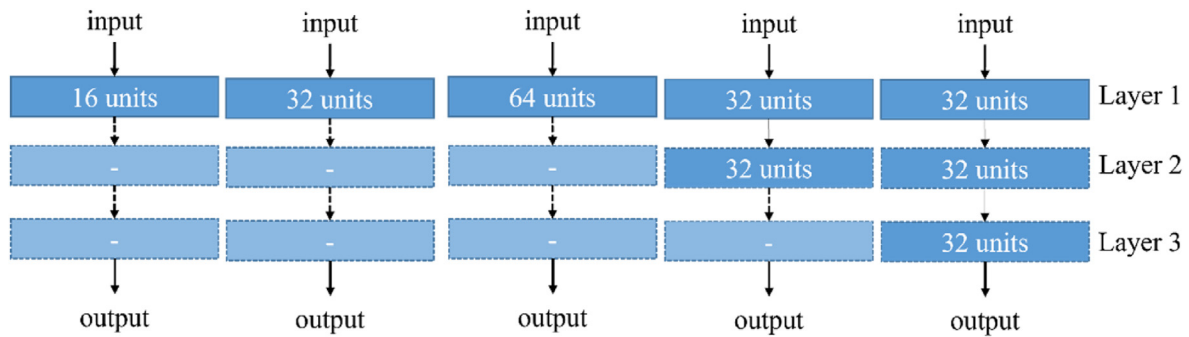 input input input input input
16 units 32 units 64 units 32 units 32 units Layer 1
- - - 32 units 32 units Layer 2
- - - - 32 units Layer 3
output output output output output